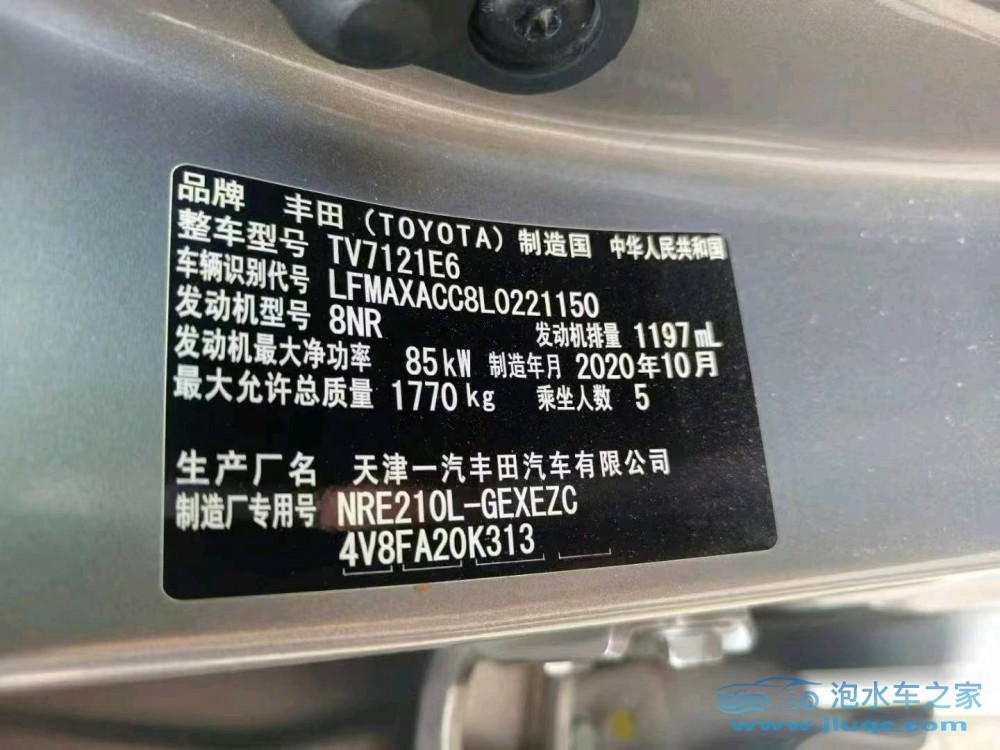 品牌 丰田（TOYOTA）制造国 中华人民共和国
整车型号 TV7121E6
车辆识别代号 LFMAXACC8L0221150
发动机型号 8NR 发动机排量 1197mL
发动机最大净功率 85kW 制造年月 2020年10月
最大允许总质量 1770kg 乘坐人数 5
生产厂名 天津一汽丰田汽车有限公司
制造厂专用号 NRE210L-GEXEZC
4V8FA20K313
泡水车之家
www.jluqc.com